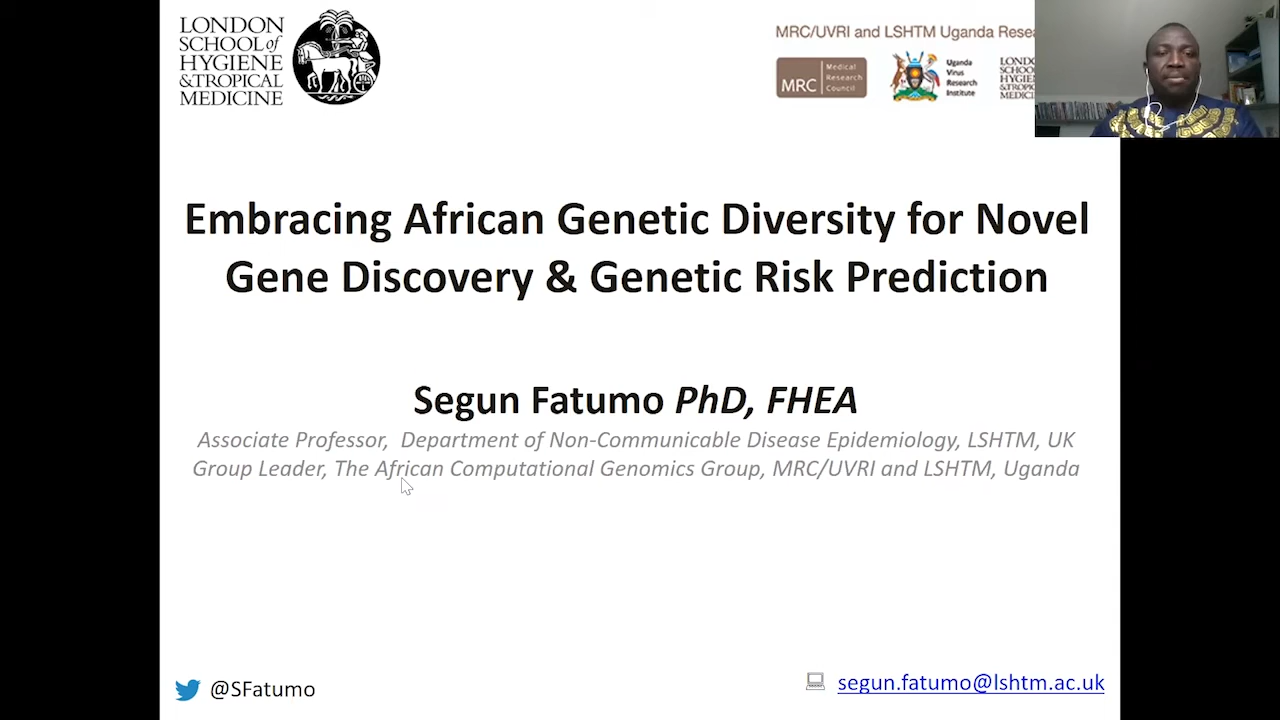 LONDON
SCHOOL of
HYGIENE
& TROPICAL
MEDICINE
MRC/UVRI and LSHTM Uganda
MRC
Medical
Research
Council
Uganda
Virus
Research
Institute
Embracing African Genetic Diversity for Novel
Gene Discovery & Genetic Risk Prediction
Segun Fatumo PhD, FHEA
Associate Professor, Department of Non-Communicable Disease Epidemiology, LSHTM, UK
Group Leader, The African Computational Genomics Group, MRC/UVRI and LSHTM, Uganda
@SFatumo
segun.fatumo@lshtm.ac.uk